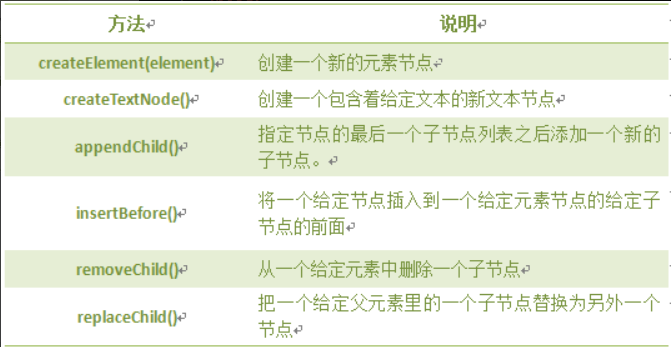 方法 说明
createElement(element) 创建一个新的元素节点
createTextNode() 创建一个包含着给定文本的新文本节点
appendChild() 指定节点的最后一个子节点列表之后添加一个新的
子节点。
insertBefore() 将一个给定节点插入到一个给定元素节点的给定子
节点的前面
removeChild() 从一个给定元素中删除一个子节点
replaceChild() 把一个给定父元素里的一个子节点替换为另外一个
节点